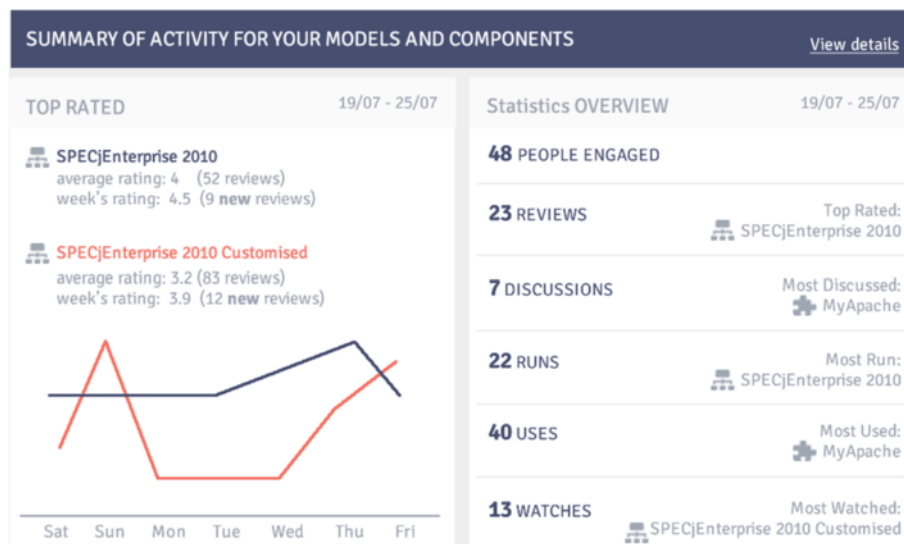 SUMMARY OF ACTIVITY FOR YOUR MODELS AND COMPONENTS
View details
TOP RATED
19/07 - 25/07
SPECjEnterprise 2010
average rating: 4 (52 reviews)
week's rating: 4.5 (9 new reviews)
SPECjEnterprise 2010 Customised
average rating: 3.2 (83 reviews)
week's rating: 3.9 (12 new reviews)
Sat Sun Mon Tue Wed Thu Fri
Statistics OVERVIEW
19/07 - 25/07
48 PEOPLE ENGAGED
23 REVIEWS
Top Rated:
SPECjEnterprise 2010
7 DISCUSSIONS
Most Discussed:
MyApache
22 RUNS
Most Run:
SPECjEnterprise 2010
40 USES
Most Used:
MyApache
13 WATCHES
Most Watched:
SPECjEnterprise 2010 Customised